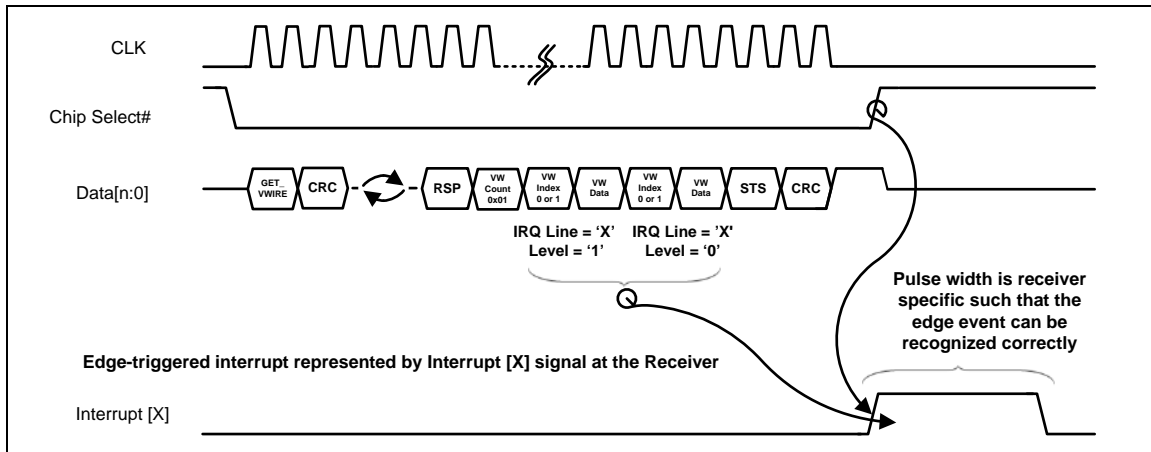 CLK
Chip Select#
Data[n:0]
GET_
VWIRE
CRC
RSP
VW
Count
0x01
VW
Index
0 or 1
VW
Data
VW
Index
0 or 1
VW
Data
STS
CRC
IRQ Line = ‘X’
Level = ‘1’
IRQ Line = ’X'
Level = ‘0’
Pulse width is receiver
specific such that the
edge event can be
recognized correctly
Edge-triggered interrupt represented by Interrupt [X] signal at the Receiver
Interrupt [X]